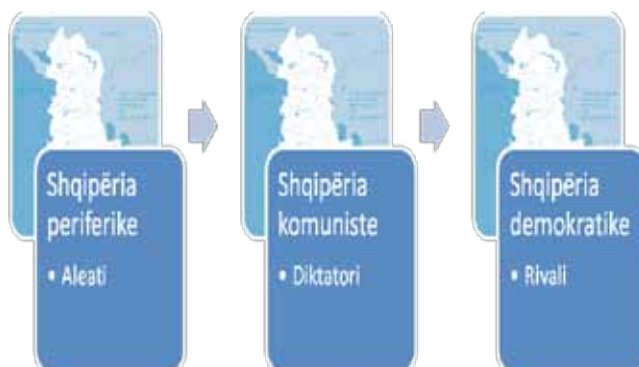 Shqipëria
periferike
• Aleati
Shqipëria
komuniste
• Diktatori
Shqipëria
demokratike
• Rivali